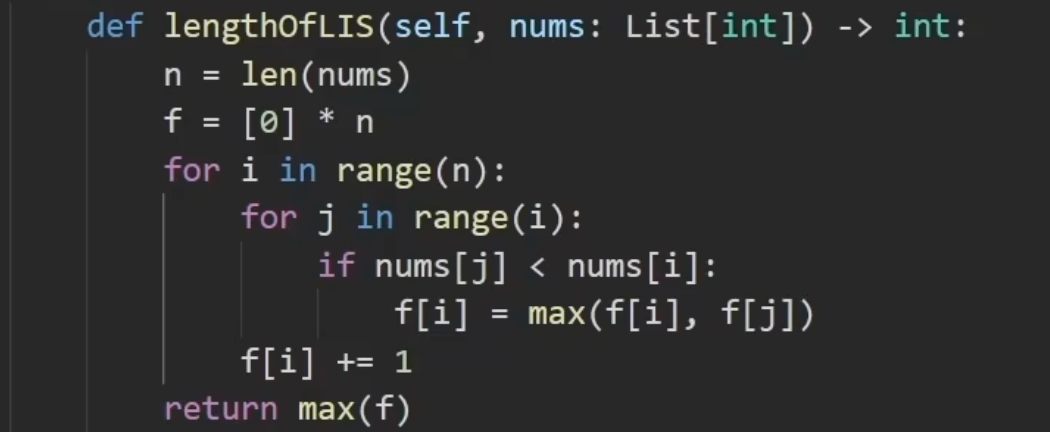 def lengthOfLIS(self, nums: List[int]) -> int:
    n = len(nums)
    f = [0] * n
    for i in range(n):
        for j in range(i):
            if nums[j] < nums[i]:
                f[i] = max(f[i], f[j])
        f[i] += 1
    return max(f)